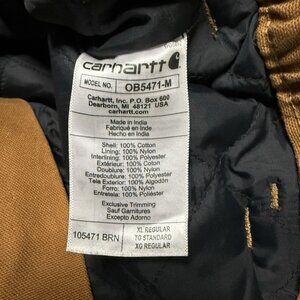 carhartt
MODEL NO. OB5471-M
Carhartt, Inc. P.O. Box 600
Dearborn, MI 48121 USA
carhartt.com
Made in India
Fabriqué en Inde
Hecho en India
Shell: 100% Cotton
Lining: 100% Nylon
Interlining: 100% Polyester
Extérieur: 100% Coton
Doublure: 100% Nylon
Entredoublure: 100% Polyester
Tela Exterior: 100% Algodón
Forro: 100% Nylon
Entretela: 100% Poliéster
Exclusive Trimming
Sauf Garnitures
Excepto Adorno
105471 BRN
XL REGULAR
TG STANDARD
XG REGULAR